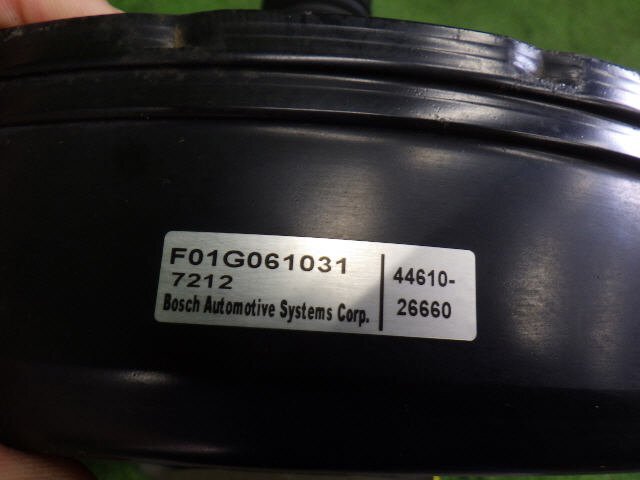 F01G061031
7212
Bosch Automotive Systems Corp.
44610-
26660